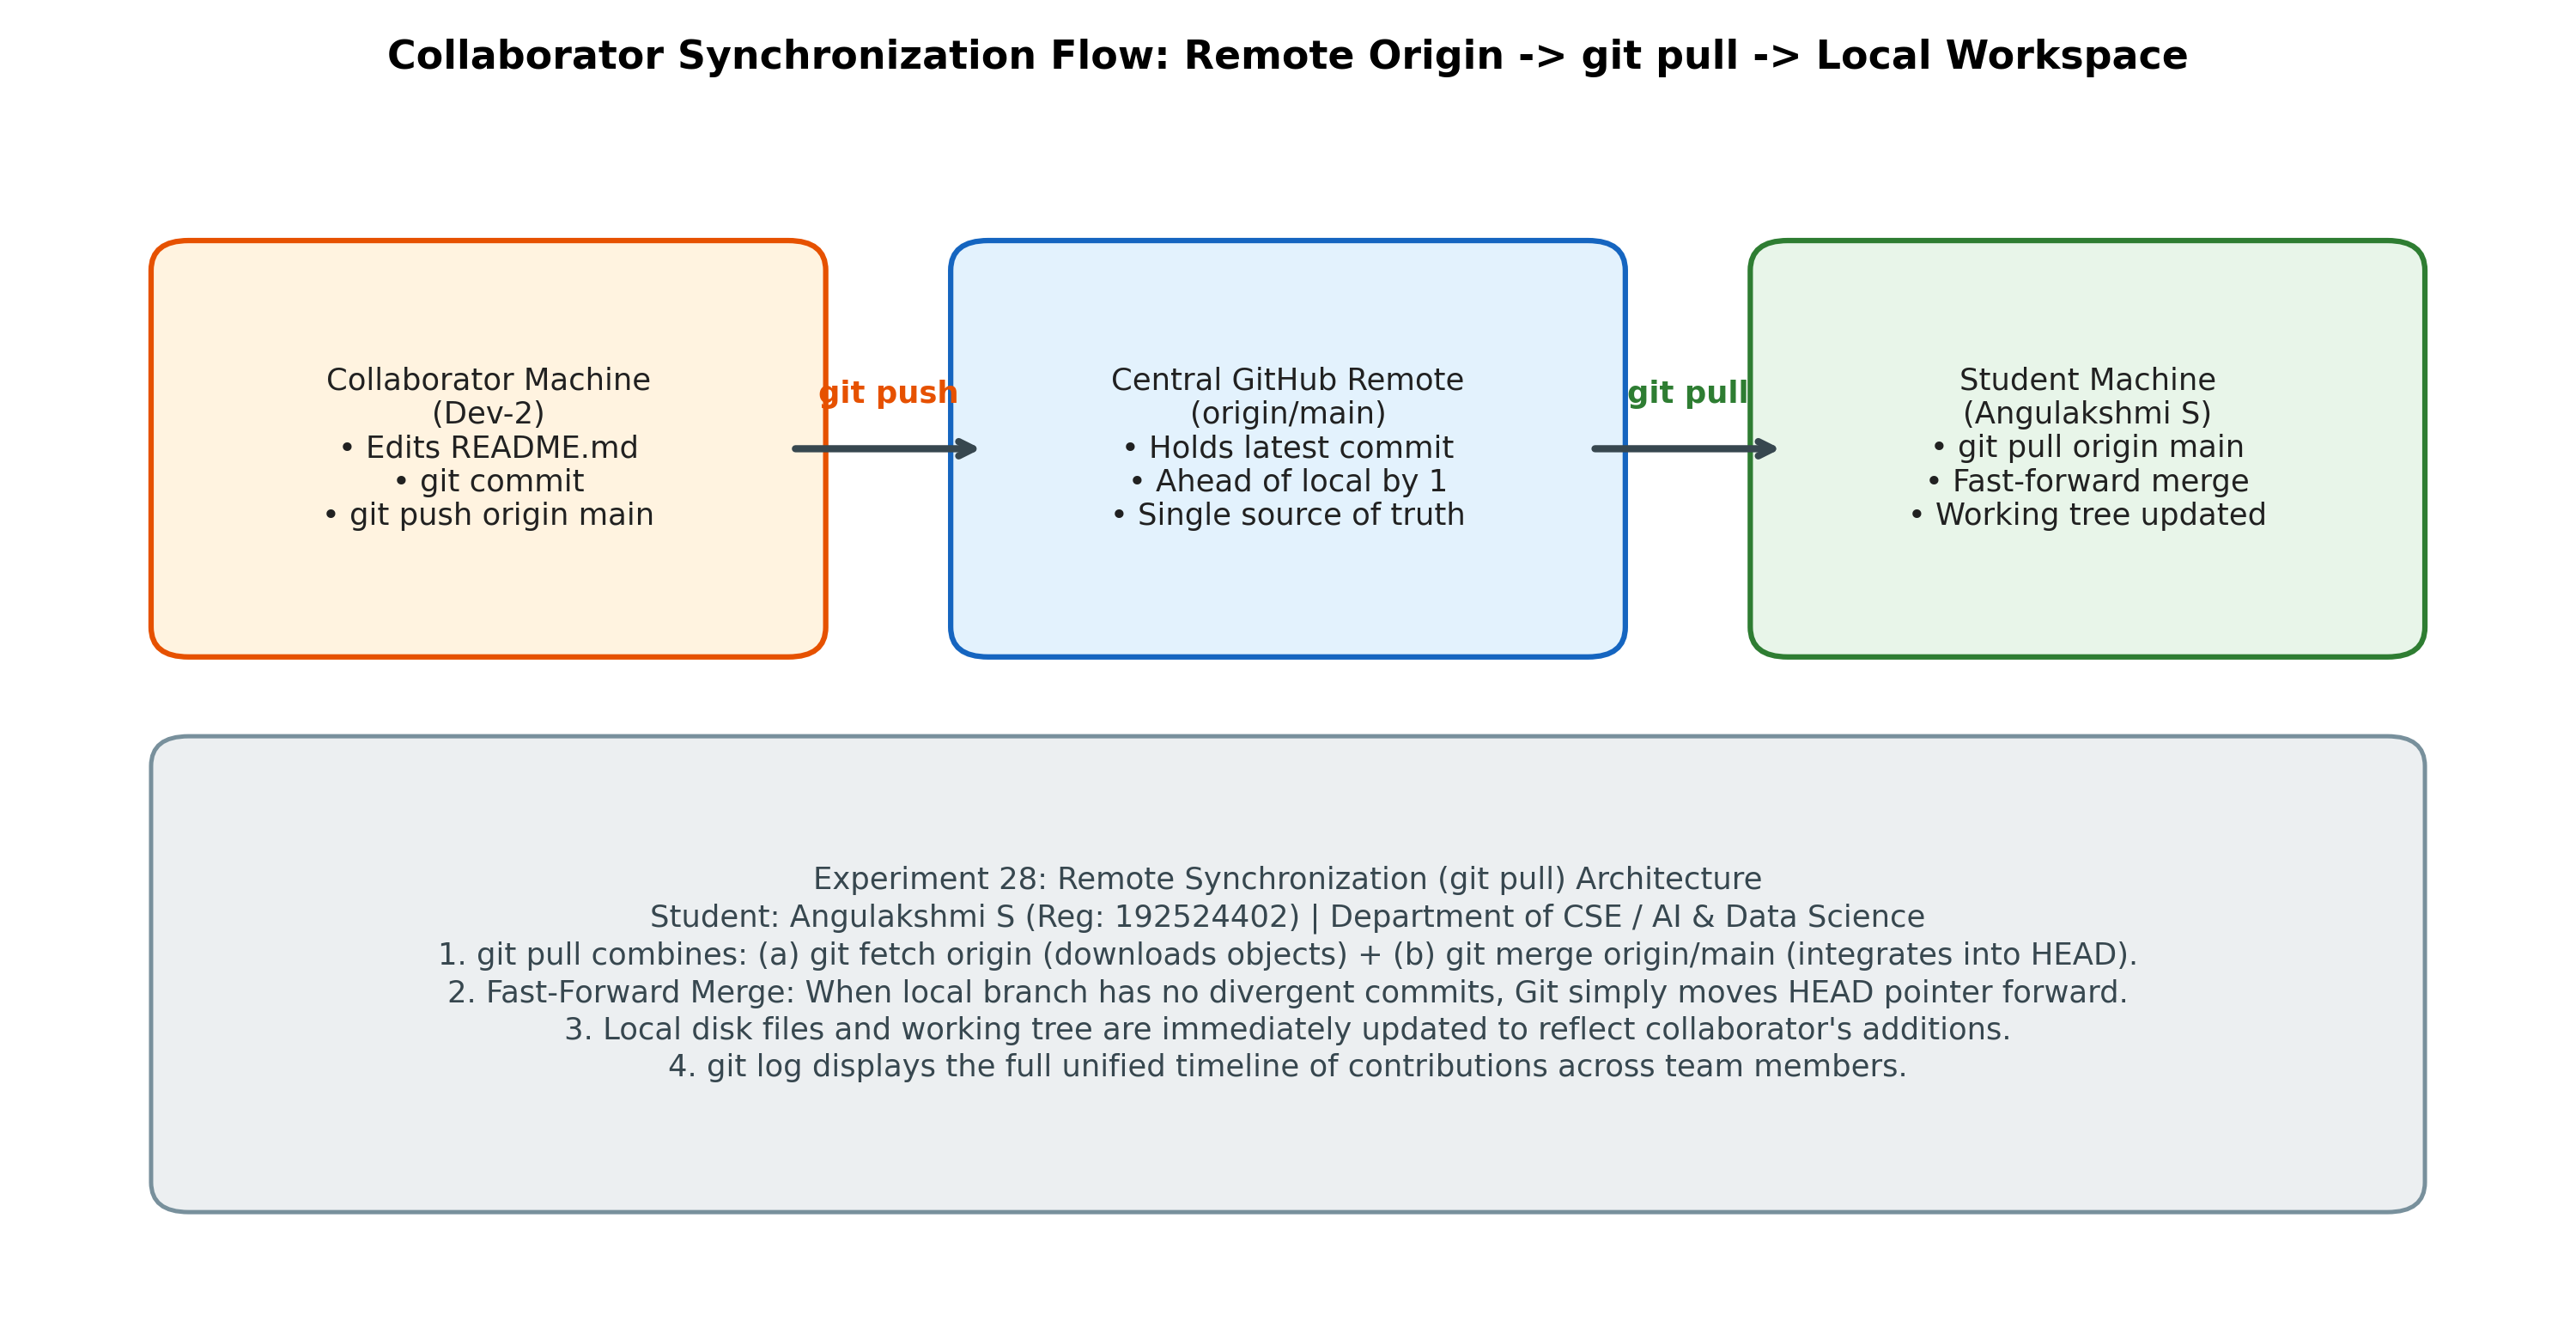 Collaborator Synchronization Flow: Remote Origin -> git pull -> Local Workspace
Collaborator Machine
(Dev-2)
• Edits README.md
• git commit
• git push origin main
git push
Central GitHub Remote
(origin/main)
• Holds latest commit
• Ahead of local by 1
• Single source of truth
git pull
Student Machine
(Angulakshmi S)
• git pull origin main
• Fast-forward merge
• Working tree updated
Experiment 28: Remote Synchronization (git pull) Architecture
Student: Angulakshmi S (Reg: 192524402) | Department of CSE / AI & Data Science
1. git pull combines: (a) git fetch origin (downloads objects) + (b) git merge origin/main (integrates into HEAD).
2. Fast-Forward Merge: When local branch has no divergent commits, Git simply moves HEAD pointer forward.
3. Local disk files and working tree are immediately updated to reflect collaborator's additions.
4. git log displays the full unified timeline of contributions across team members.